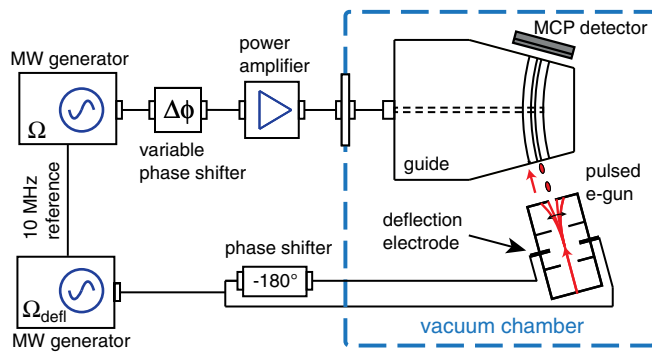 MCP detector
power
amplifier
MW generator
Ω
Δϕ
variable
phase shifter
guide
pulsed
e-gun
10 MHz
reference
deflection
electrode
phase shifter
-180°
Ωdefl
MW generator
vacuum chamber